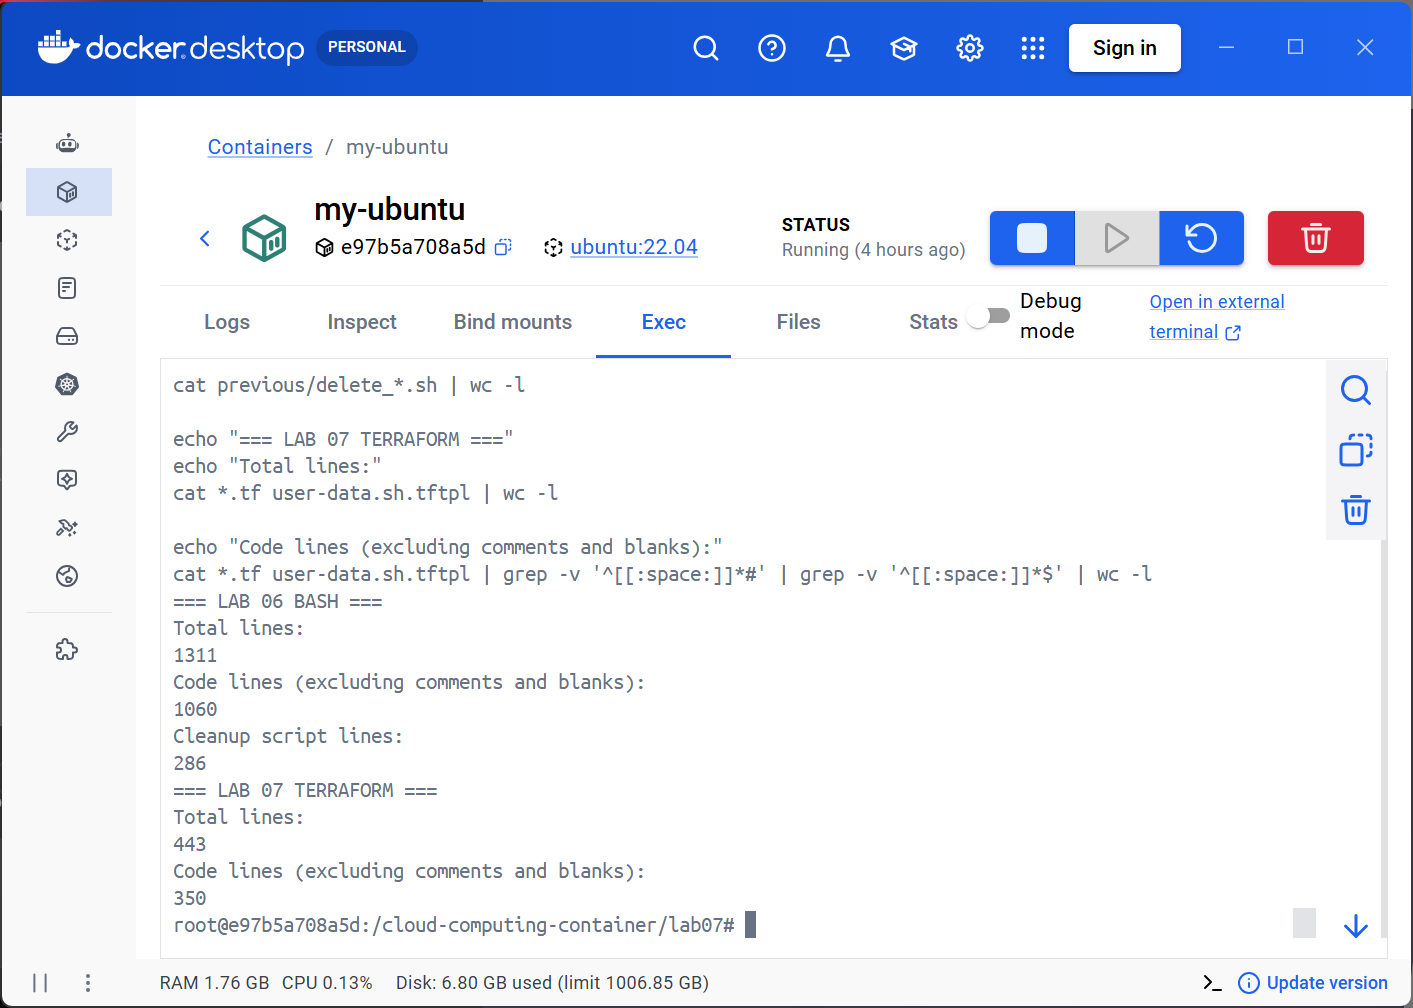 docker desktop PERSONAL Sign in
Containers / my-ubuntu
my-ubuntu
e97b5a708a5d ubuntu:22.04
STATUS
Running (4 hours ago)
Logs Inspect Bind mounts Exec Files Stats
Debug mode
Open in external terminal
cat previous/delete_*.sh | wc -l
echo "=== LAB 07 TERRAFORM ==="
echo "Total lines:"
cat *.tf user-data.sh.tftpl | wc -l
echo "Code lines (excluding comments and blanks):"
cat *.tf user-data.sh.tftpl | grep -v '^[[:space:]]*#' | grep -v '^[[:space:]]*$' | wc -l
=== LAB 06 BASH ===
Total lines:
1311
Code lines (excluding comments and blanks):
1060
Cleanup script lines:
286
=== LAB 07 TERRAFORM ===
Total lines:
443
Code lines (excluding comments and blanks):
350
root@e97b5a708a5d:/cloud-computing-container/lab07#
RAM 1.76 GB CPU 0.13% Disk: 6.80 GB used (limit 1006.85 GB) Update version